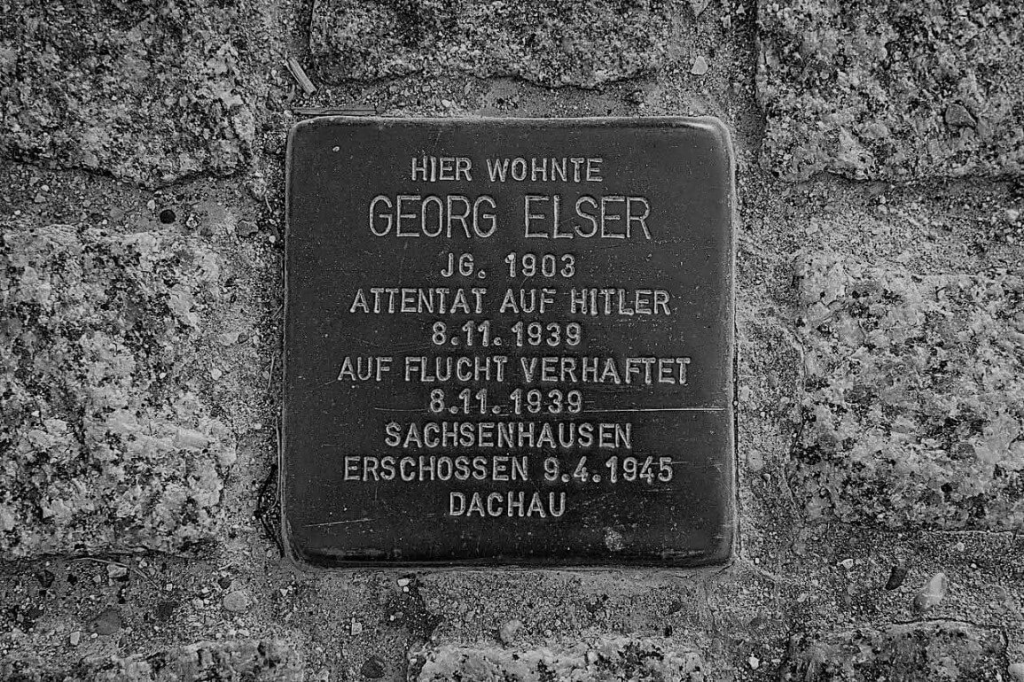 HIER WOHNTE
GEORG ELSER
JG. 1903
ATTENTAT AUF HITLER
8.11.1939
AUF FLUCHT VERHAFTET
8.11.1939
SACHSENHAUSEN
ERSCHOSSEN 9.4.1945
DACHAU